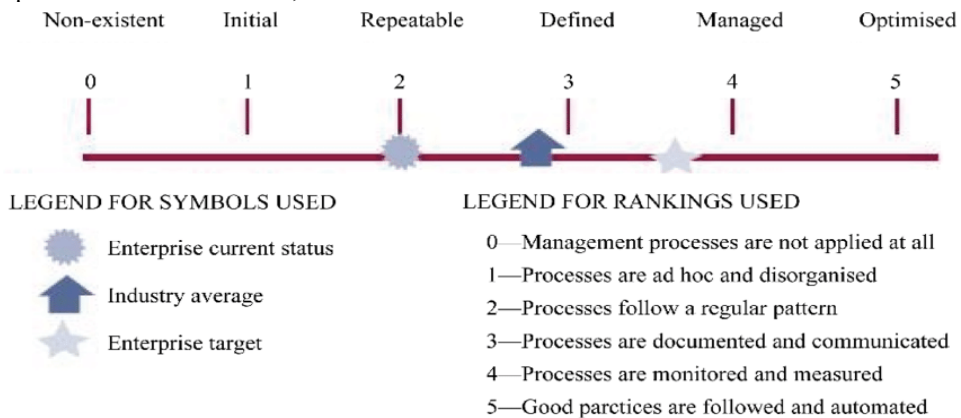 Non-existent Initial Repeatable Defined Managed Optimised
0 1 2 3 4 5
LEGEND FOR SYMBOLS USED
Enterprise current status
Industry average
Enterprise target
LEGEND FOR RANKINGS USED
0—Management processes are not applied at all
1—Processes are ad hoc and disorganised
2—Processes follow a regular pattern
3—Processes are documented and communicated
4—Processes are monitored and measured
5—Good parctices are followed and automated